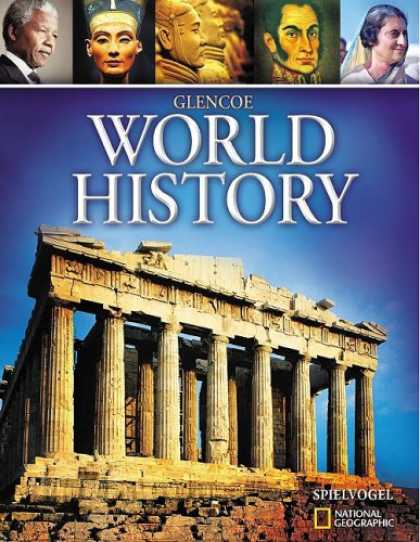 GLENCOE
WORLD
HISTORY
SPIELVOGEL
NATIONAL
GEOGRAPHIC